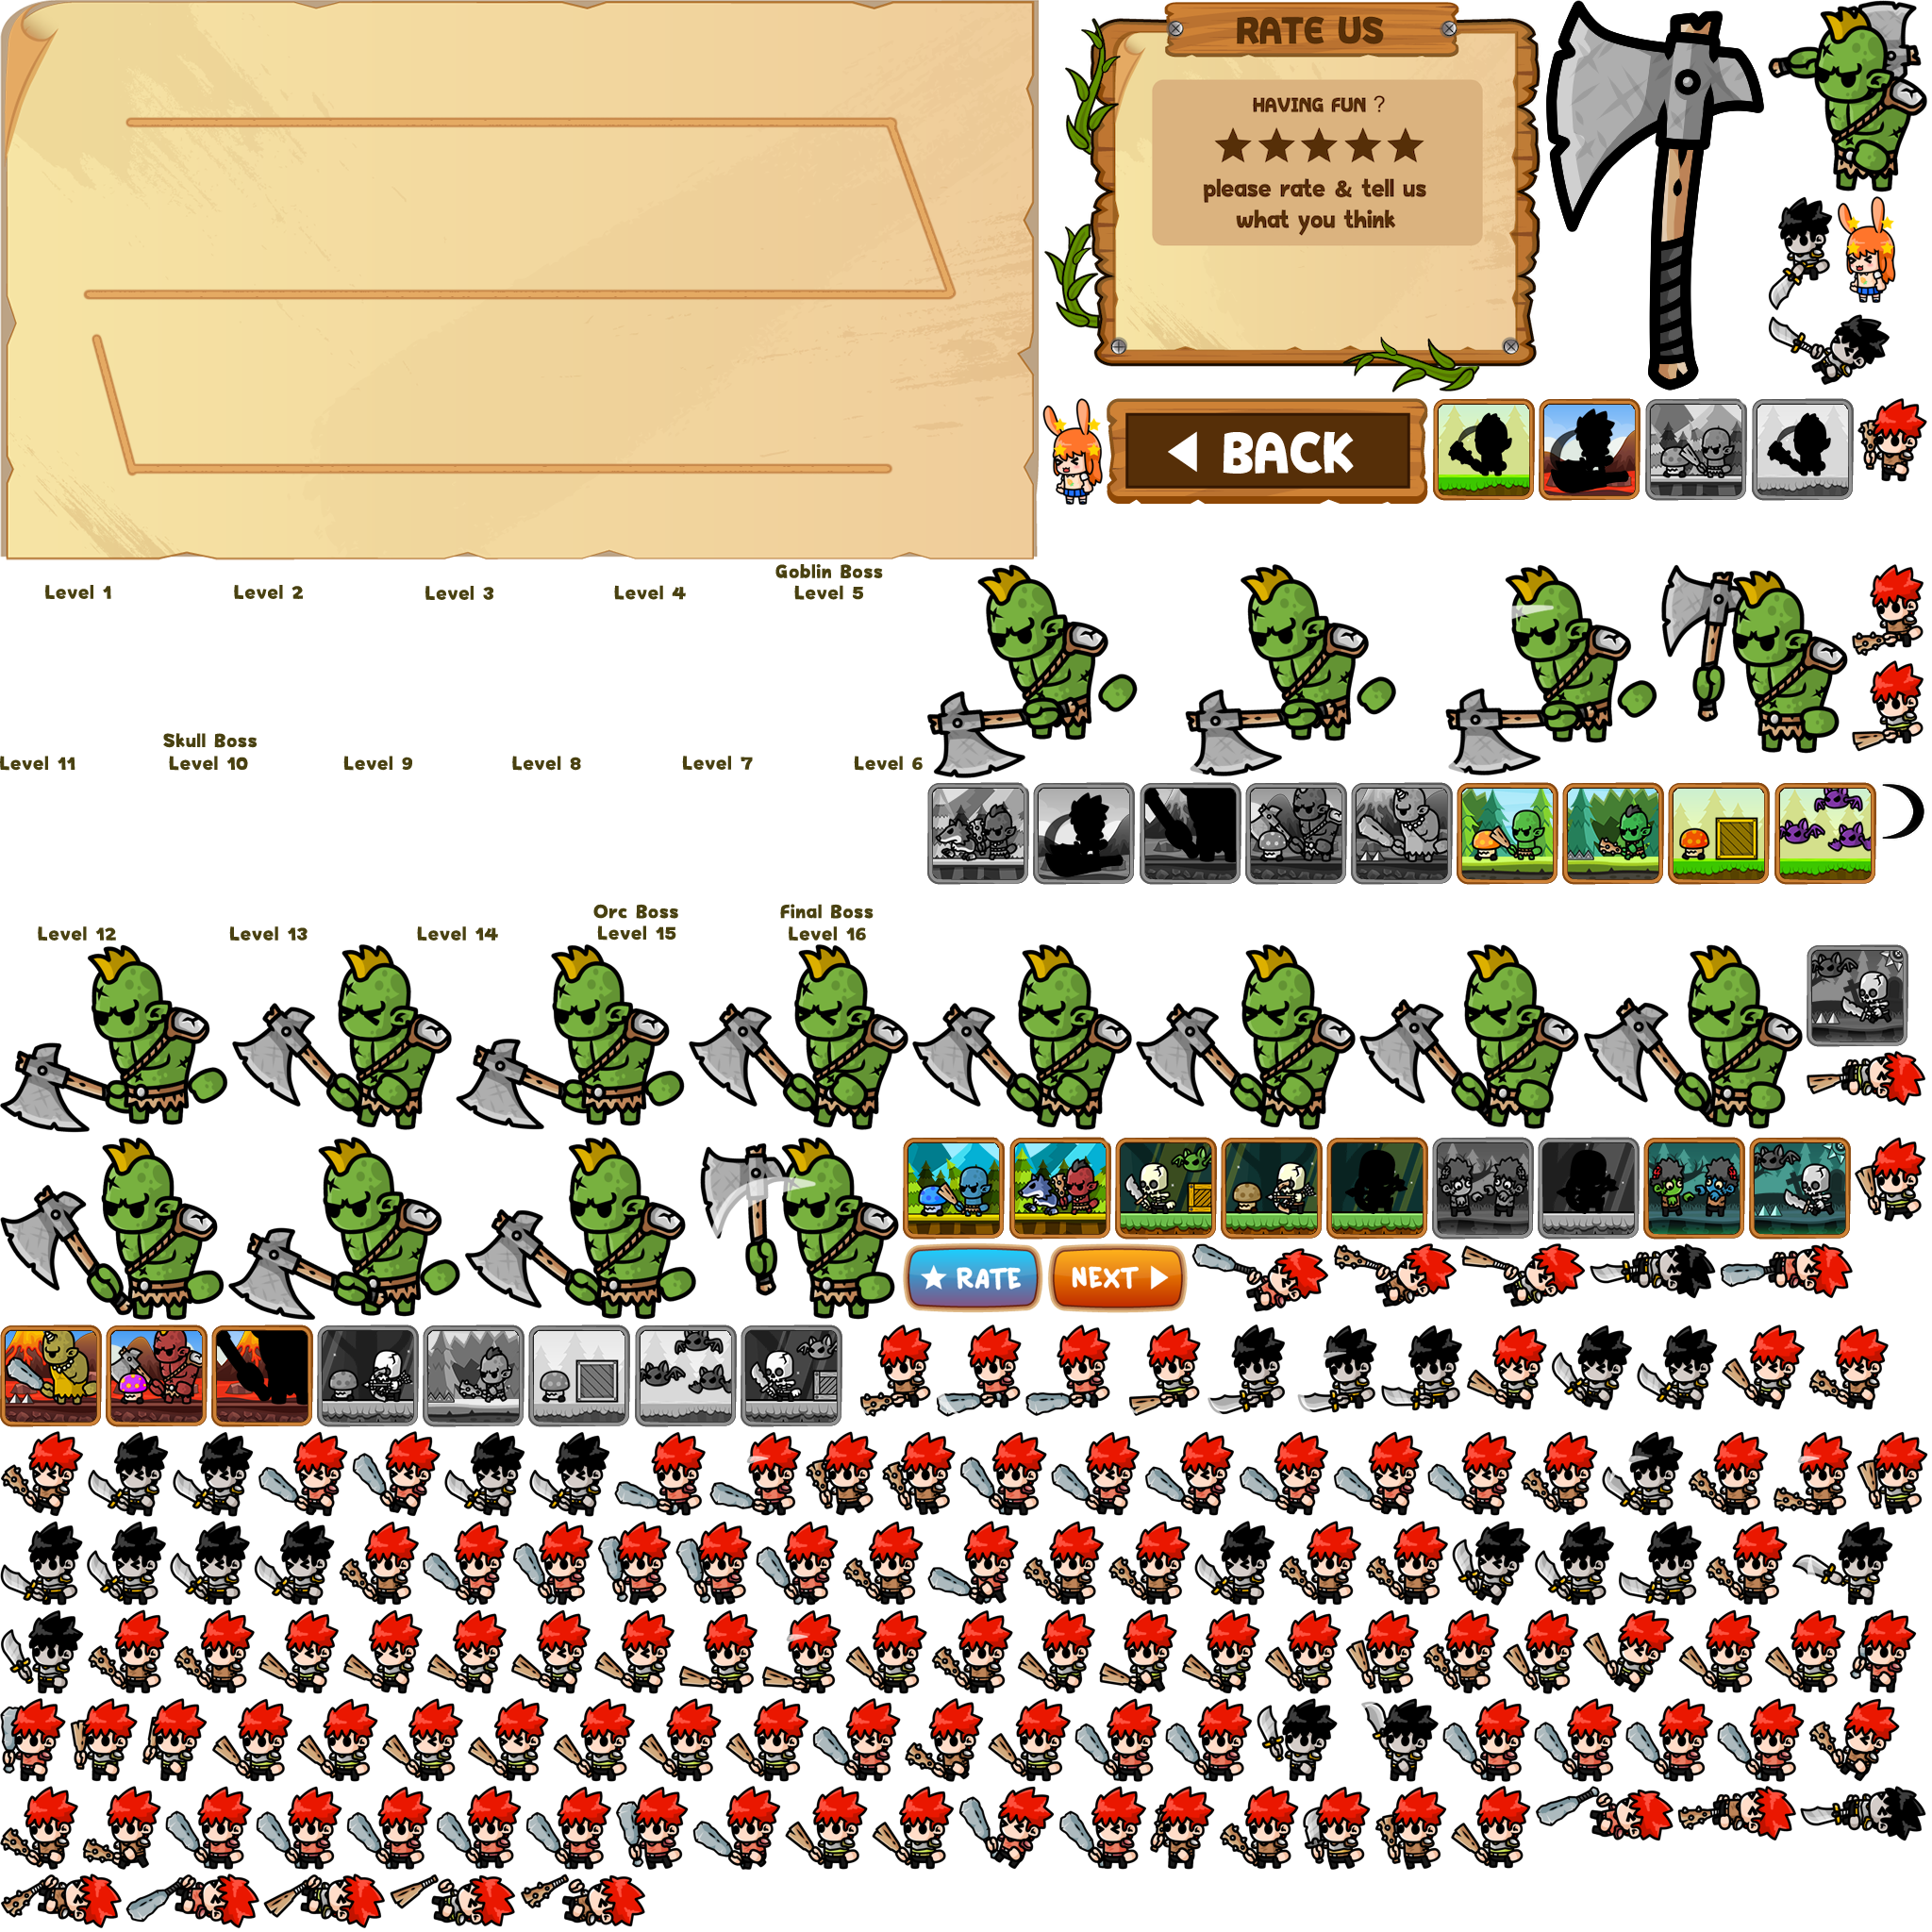 RATE US
HAVING FUN ?
please rate & tell us
what you think
BACK
Goblin Boss
Level 1 Level 2 Level 3 Level 4 Level 5
Skull Boss
Level 11 Level 10 Level 9 Level 8 Level 7 Level 6
Orc Boss Final Boss
Level 12 Level 13 Level 14 Level 15 Level 16
RATE NEXT